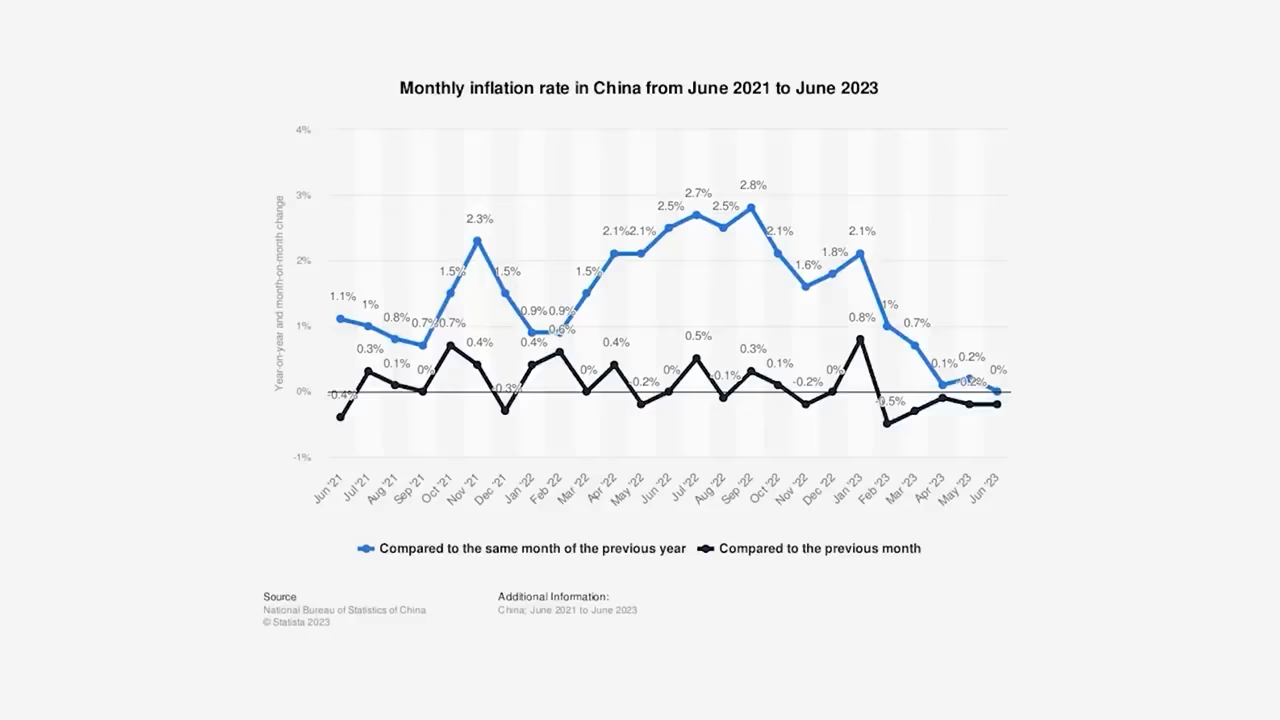 Monthly inflation rate in China from June 2021 to June 2023
Year-on-year and month-on-month change
4%
3%
2%
1%
0%
-1%
1.1%
1%
0.8%
0.7%
1.5%
2.3%
1.5%
0.9%
0.9%
1.5%
2.1%
2.1%
2.5%
2.7%
2.5%
2.8%
2.1%
1.6%
1.8%
2.1%
1%
0.7%
0.1%
0.2%
0%
-0.4%
0.3%
0.1%
0%
0.7%
0.4%
-0.3%
0.4%
0.6%
0%
0.4%
-0.2%
0%
0.5%
-0.1%
0.3%
0.1%
-0.2%
0%
0.8%
-0.5%
-0.2%
Jun '21
Jul '21
Aug '21
Sep '21
Oct '21
Nov '21
Dec '21
Jan '22
Feb '22
Mar '22
Apr '22
May '22
Jun '22
Jul '22
Aug '22
Sep '22
Oct '22
Nov '22
Dec '22
Jan '23
Feb '23
Mar '23
Apr '23
May '23
Jun '23
Compared to the same month of the previous year
Compared to the previous month
Source
National Bureau of Statistics of China
© Statista 2023
Additional Information:
China; June 2021 to June 2023